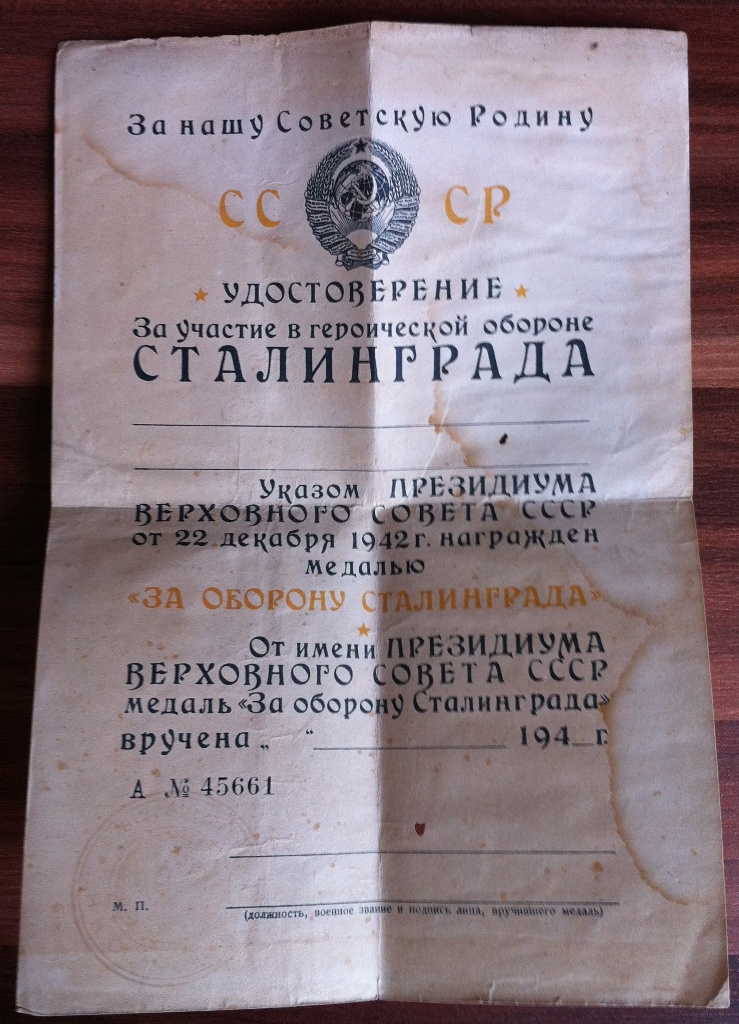 За нашу Советскую Родину
СС СР
УДОСТОВЕРЕНИЕ
За участие в героической обороне
СТАЛИНГРАДА
Указом ПРЕЗИДИУМА
ВЕРХОВНОГО СОВЕТА СССР
от 22 декабря 1942 г. награжден
медалью
«ЗА ОБОРОНУ СТАЛИНГРАДА»
От имени ПРЕЗИДИУМА
ВЕРХОВНОГО СОВЕТА СССР
медаль «За оборону Сталинграда»
вручена „ “ 194 г.
А № 45661
М. П.
(должность, военное звание и подпись лица, вручившего медаль)